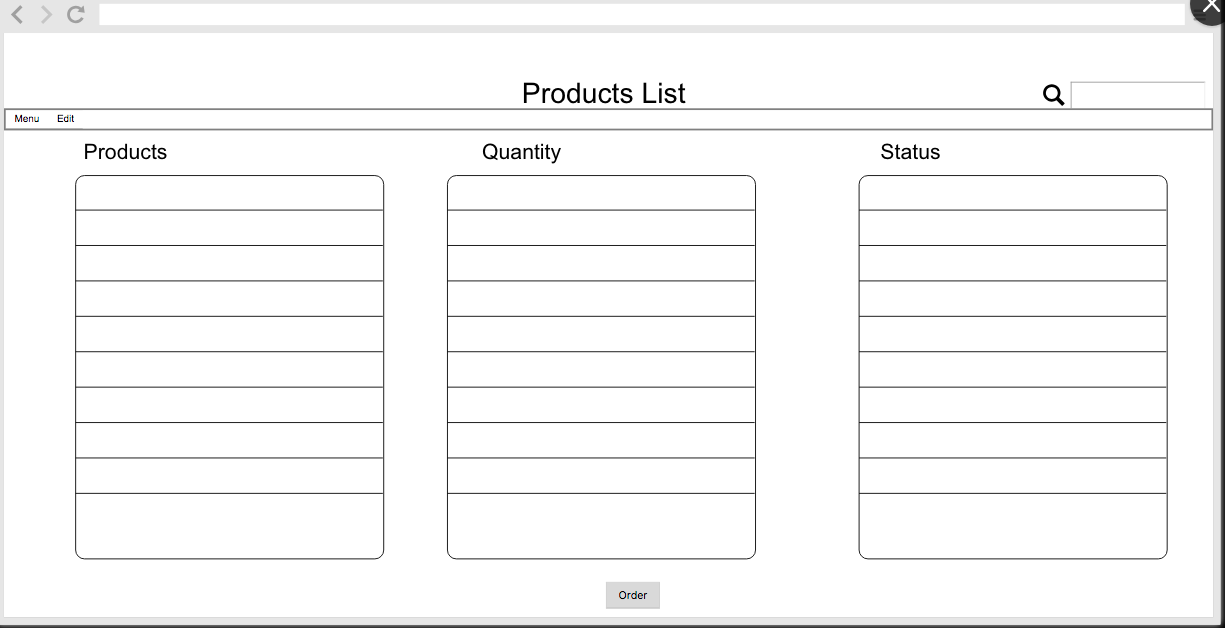 Products List
Menu Edit
Products Quantity Status
Order